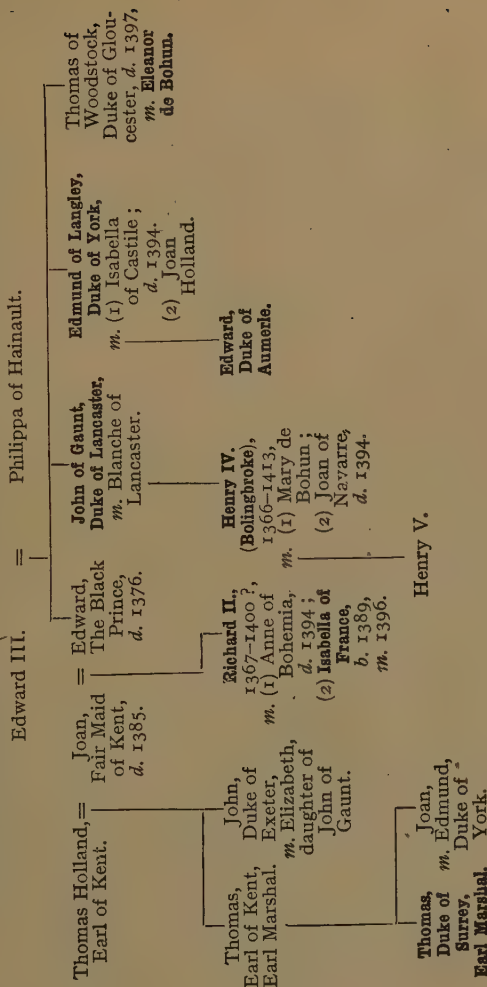 Edward III. = Philippa of Hainault.
Thomas Holland, =
Earl of Kent.
Joan,
Fair Maid
of Kent,
d. 1385.
= Edward,
The Black
Prince,
d. 1376.
John of Gaunt,
Duke of Lancaster,
m. Blanche of
Lancaster.
Edmund of Langley,
Duke of York,
m. (1) Isabella
of Castile ;
d. 1394.
(2) Joan
Holland.
Thomas of
Woodstock,
Duke of Glou-
cester, d. 1397,
m. Eleanor
de Bohun.
Thomas,
Earl of Kent,
Earl Marshal.
John,
Duke of
Exeter,
m. Elizabeth,
daughter of
John of
Gaunt.
Richard II.,
1367–1400 ?,
m. (1) Anne of
Bohemia,
d. 1394 ;
(2) Isabella of
France,
b. 1389,
m. 1396.
Henry IV.
(Bolingbroke),
1366–1413,
m. (1) Mary de
Bohun ;
(2) Joan of
Navarre,
d. 1394.
Edward,
Duke of
Aumerle.
Thomas,
Duke of
Surrey,
Earl Marshal.
Joan,
m. Edmund,
Duke of
York.
Henry V.